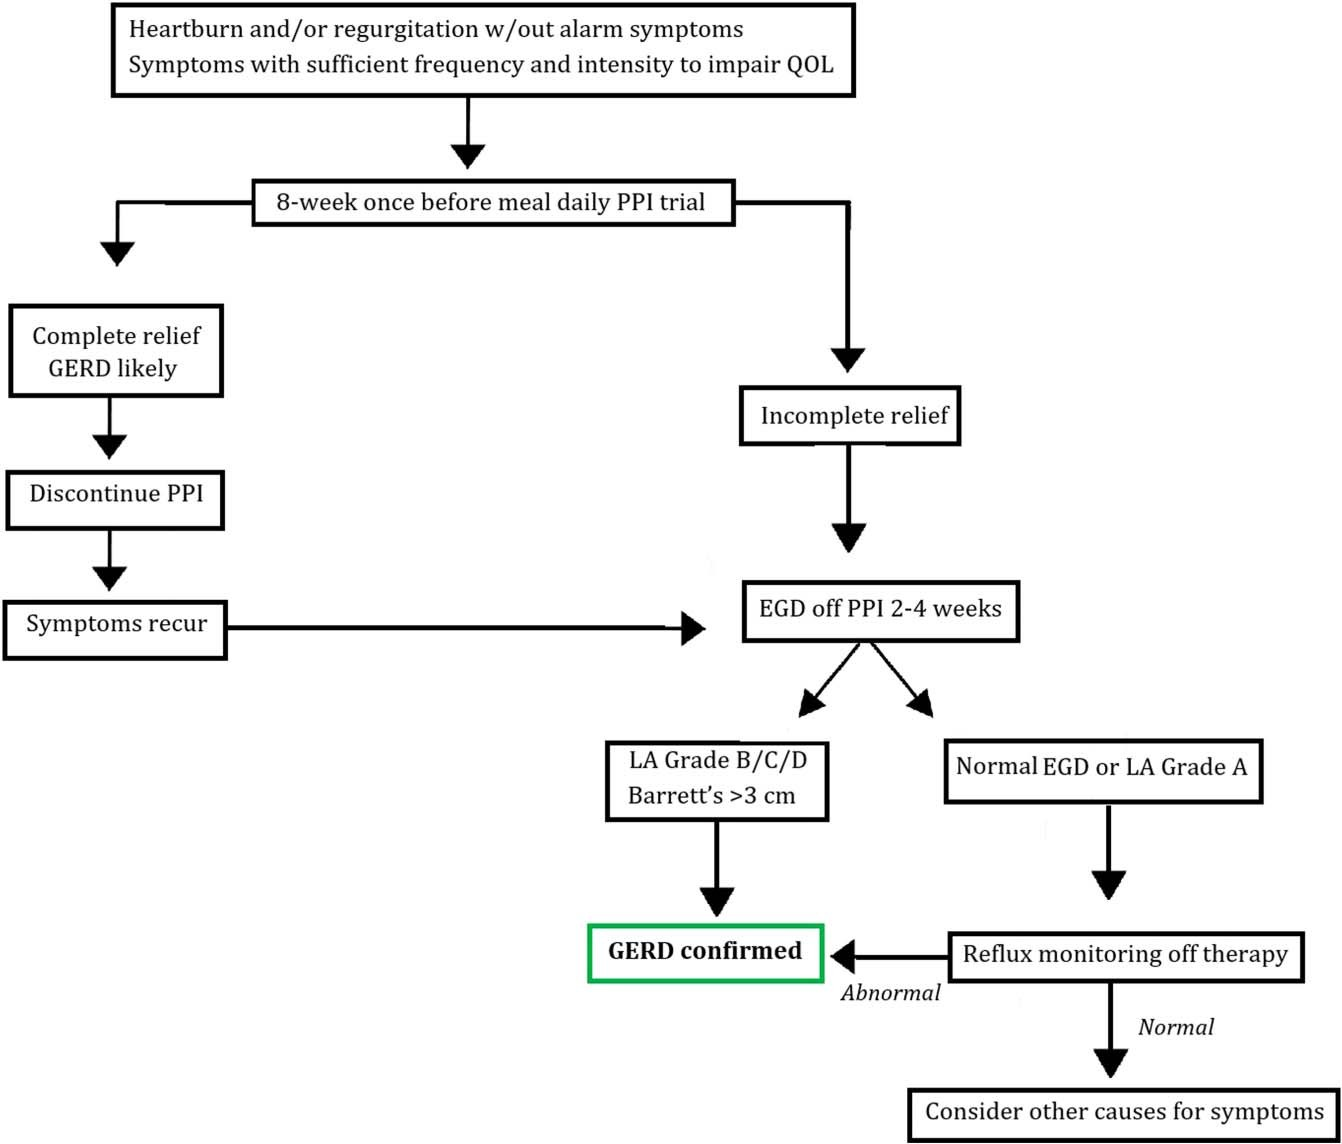 Heartburn and/or regurgitation w/out alarm symptoms
Symptoms with sufficient frequency and intensity to impair QOL
8-week once before meal daily PPI trial
Complete relief
GERD likely
Incomplete relief
Discontinue PPI
Symptoms recur
EGD off PPI 2-4 weeks
LA Grade B/C/D
Barrett’s >3 cm
Normal EGD or LA Grade A
GERD confirmed
Reflux monitoring off therapy
Abnormal
Normal
Consider other causes for symptoms